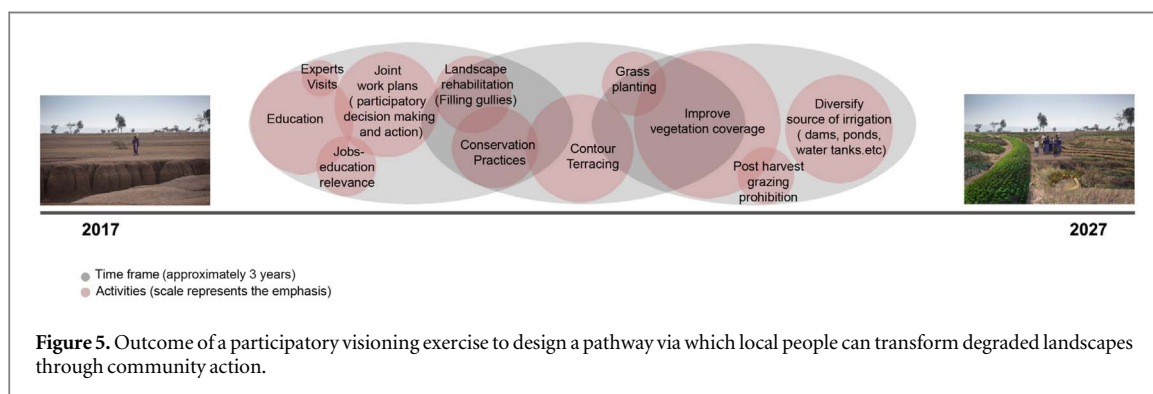 Experts
Visits
Education
Jobs-
education
relevance
Joint
work plans
( participatory
decision making
and action)
Landscape
rehabilitation
(Filling gullies)
Conservation
Practices
Contour
Terracing
Grass
planting
Improve
vegetation coverage
Post harvest
grazing
prohibition
Diversify
source of irrigation
( dams, ponds,
water tanks.etc)
2017
2027
Time frame (approximately 3 years)
Activities (scale represents the emphasis)
Figure 5. Outcome of a participatory visioning exercise to design a pathway via which local people can transform degraded landscapes
through community action.